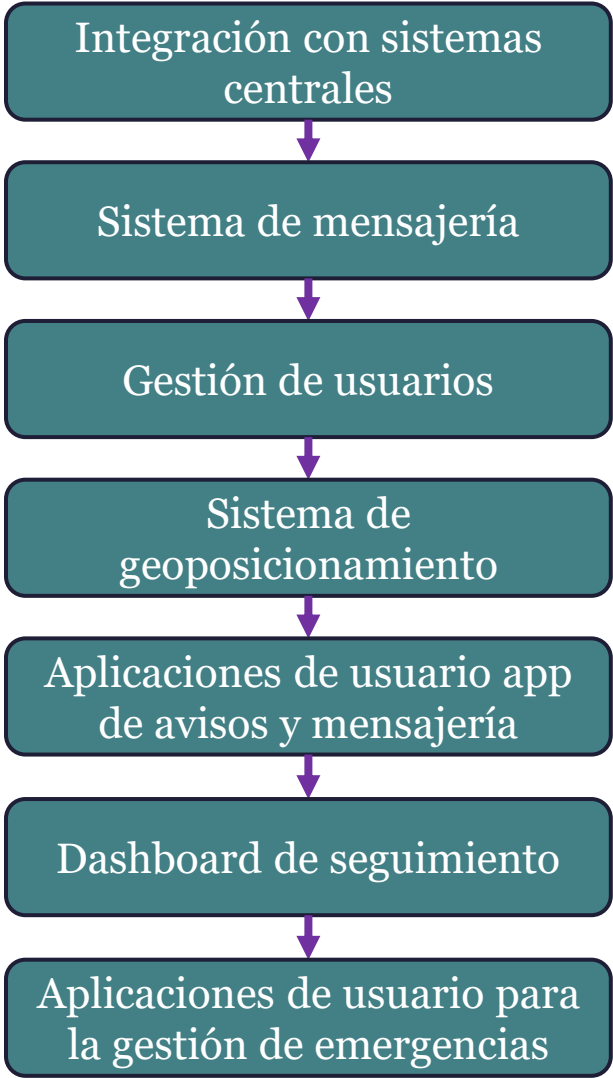 Integración con sistemas
centrales
Sistema de mensajería
Gestión de usuarios
Sistema de
geoposicionamiento
Aplicaciones de usuario app
de avisos y mensajería
Dashboard de seguimiento
Aplicaciones de usuario para
la gestión de emergencias